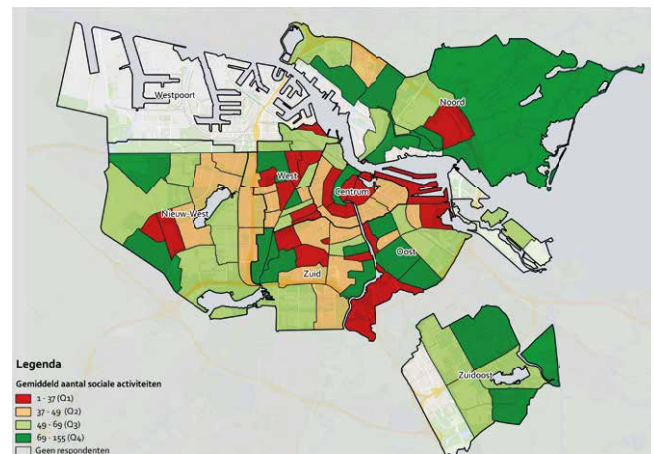 Westpoort
Noord
West
Centrum
Nieuw-West
Oost
Zuid
Zuidoost
Legenda
Gemiddeld aantal sociale activiteiten
1 - 37 (Q1)
37 - 49 (Q2)
49 - 69 (Q3)
69 - 155 (Q4)
Geen respondenten